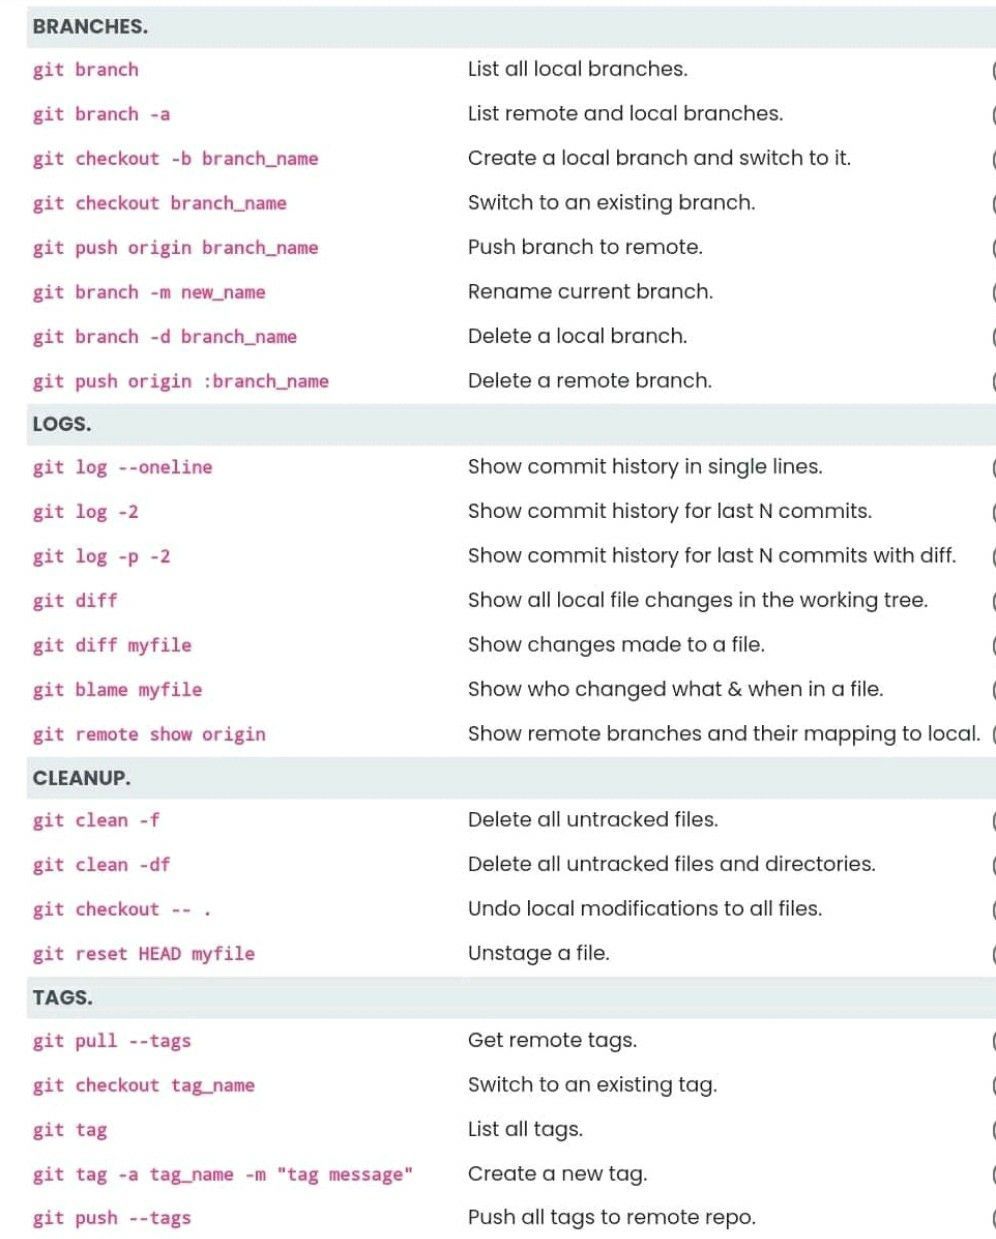 BRANCHES.
git branch List all local branches.
git branch -a List remote and local branches.
git checkout -b branch_name Create a local branch and switch to it.
git checkout branch_name Switch to an existing branch.
git push origin branch_name Push branch to remote.
git branch -m new_name Rename current branch.
git branch -d branch_name Delete a local branch.
git push origin :branch_name Delete a remote branch.
LOGS.
git log --oneline Show commit history in single lines.
git log -2 Show commit history for last N commits.
git log -p -2 Show commit history for last N commits with diff.
git diff Show all local file changes in the working tree.
git diff myfile Show changes made to a file.
git blame myfile Show who changed what & when in a file.
git remote show origin Show remote branches and their mapping to local.
CLEANUP.
git clean -f Delete all untracked files.
git clean -df Delete all untracked files and directories.
git checkout -- . Undo local modifications to all files.
git reset HEAD myfile Unstage a file.
TAGS.
git pull --tags Get remote tags.
git checkout tag_name Switch to an existing tag.
git tag List all tags.
git tag -a tag_name -m "tag message" Create a new tag.
git push --tags Push all tags to remote repo.